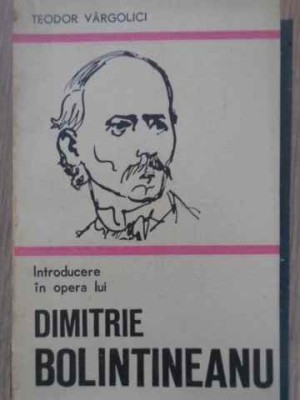 TEODOR VÂRGOLICI
Introducere
în opera lui
DIMITRIE
BOLINTINEANU